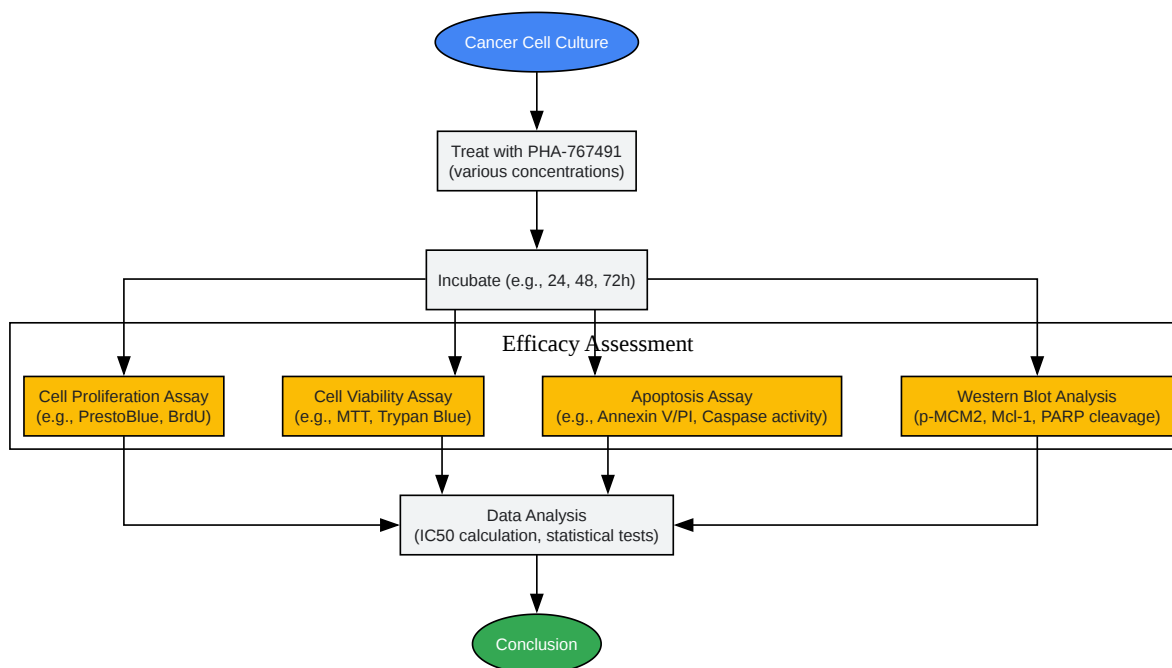 Cancer Cell Culture
Treat with PHA-767491
(various concentrations)
Incubate (e.g., 24, 48, 72h)
Efficacy Assessment
Cell Proliferation Assay
(e.g., PrestoBlue, BrdU)
Cell Viability Assay
(e.g., MTT, Trypan Blue)
Apoptosis Assay
(e.g., Annexin V/PI, Caspase activity)
Western Blot Analysis
(p-MCM2, Mcl-1, PARP cleavage)
Data Analysis
(IC50 calculation, statistical tests)
Conclusion